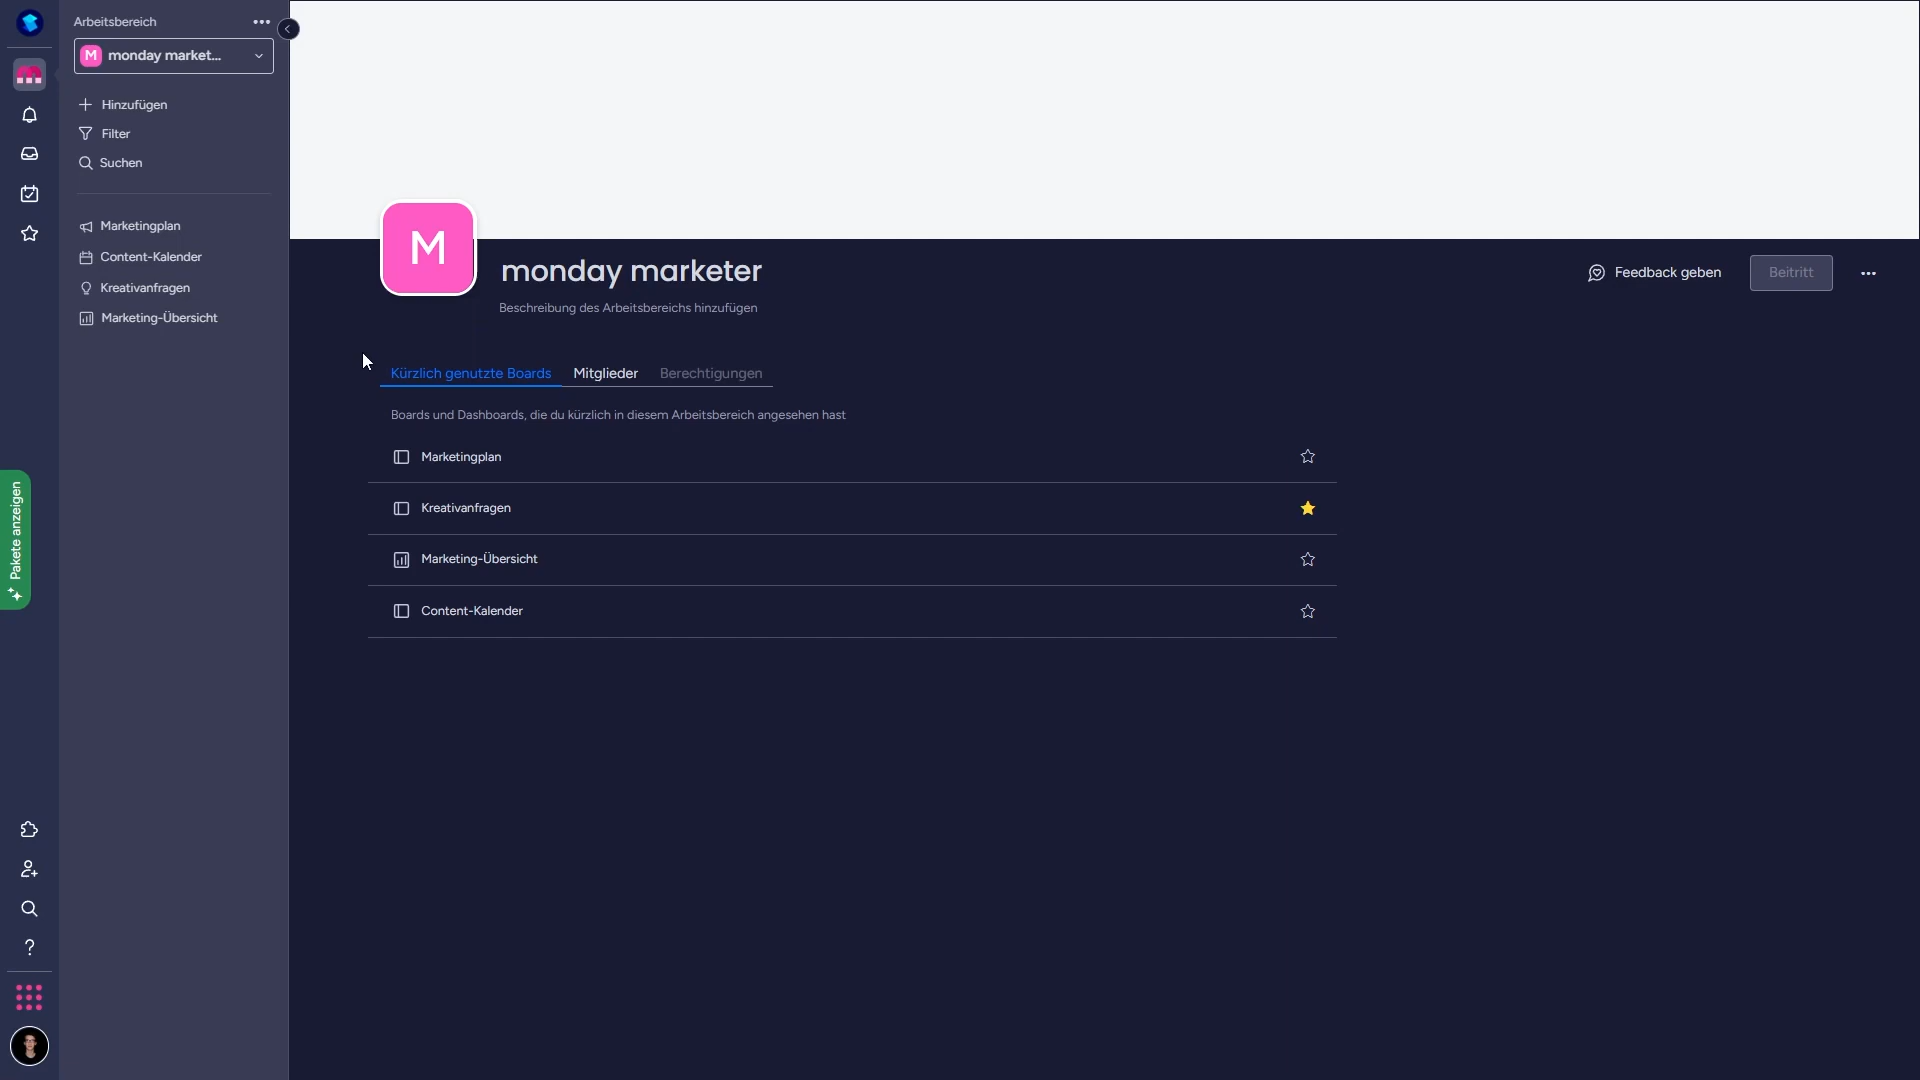 Arbeitsbereich
M monday market...
Hinzufügen
Filter
Suchen
Marketingplan
Content-Kalender
Kreativanfragen
Marketing-Übersicht
Pakete anzeigen
M
monday marketer
Beschreibung des Arbeitsbereichs hinzufügen
Feedback geben
Beitritt
Kürzlich genutzte Boards Mitglieder Berechtigungen
Boards und Dashboards, die du kürzlich in diesem Arbeitsbereich angesehen hast
Marketingplan
Kreativanfragen
Marketing-Übersicht
Content-Kalender